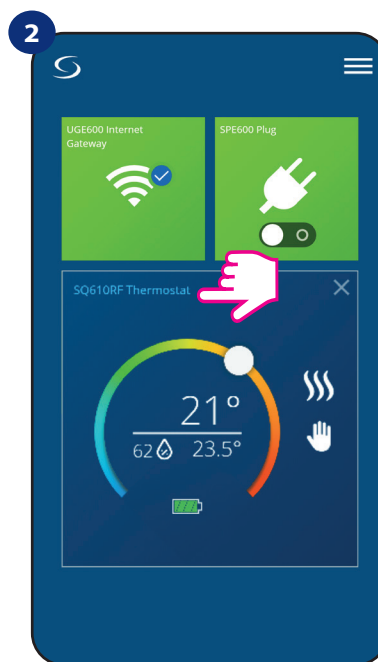 2
UGE600 Internet
Gateway
SPE600 Plug
SQ610RF Thermostat
21°
62 23.5°